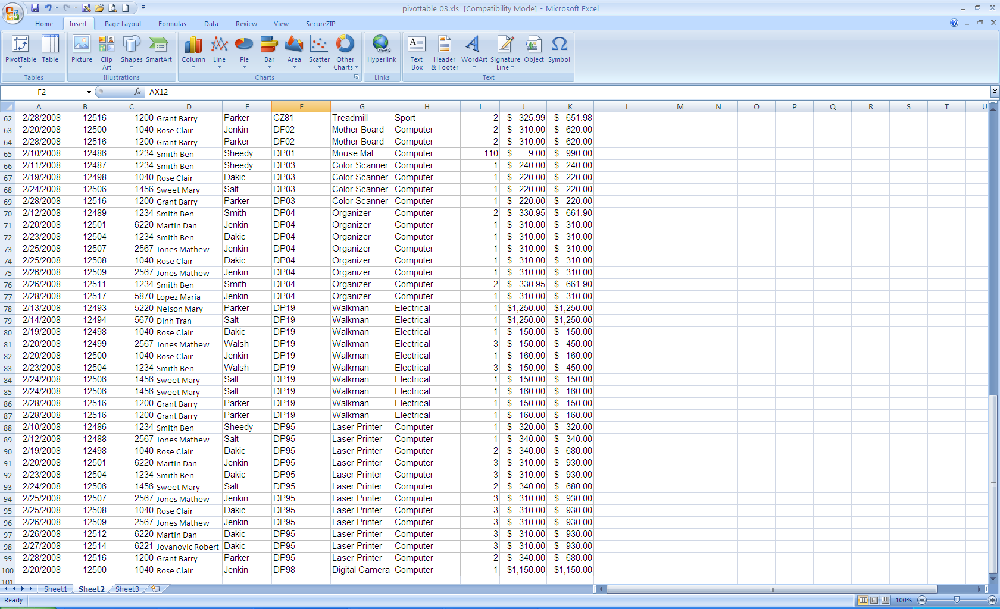 pivottable_03.xls [Compatibility Mode] - Microsoft Excel
Home Insert Page Layout Formulas Data Review View SecureZIP
PivotTable Table Picture Clip Art Shapes SmartArt Column Line Pie Bar Area Scatter Other Charts Hyperlink Text Box Header & Footer WordArt Signature Line Object Symbol
Tables Illustrations Charts Links Text
F2 fx AX12
A B C D E F G H I J K L M N O P Q R S T U
62 2/28/2008 12516 1200 Grant Barry Parker CZ81 Treadmill Sport 2 $ 325.99 $ 651.98
63 2/20/2008 12500 1040 Rose Clair Jenkin DF02 Mother Board Computer 2 $ 310.00 $ 620.00
64 2/28/2008 12516 1200 Grant Barry Parker DF02 Mother Board Computer 2 $ 310.00 $ 620.00
65 2/10/2008 12486 1234 Smith Ben Sheedy DP01 Mouse Mat Computer 110 $ 9.00 $ 990.00
66 2/11/2008 12487 1234 Smith Ben Sheedy DP03 Color Scanner Computer 1 $ 240.00 $ 240.00
67 2/19/2008 12498 1040 Rose Clair Dakic DP03 Color Scanner Computer 1 $ 220.00 $ 220.00
68 2/24/2008 12506 1456 Sweet Mary Salt DP03 Color Scanner Computer 1 $ 220.00 $ 220.00
69 2/28/2008 12516 1200 Grant Barry Parker DP03 Color Scanner Computer 1 $ 220.00 $ 220.00
70 2/12/2008 12489 1234 Smith Ben Smith DP04 Organizer Computer 2 $ 330.95 $ 661.90
71 2/20/2008 12501 6220 Martin Dan Jenkin DP04 Organizer Computer 1 $ 310.00 $ 310.00
72 2/23/2008 12504 1234 Smith Ben Dakic DP04 Organizer Computer 1 $ 310.00 $ 310.00
73 2/25/2008 12507 2567 Jones Mathew Jenkin DP04 Organizer Computer 1 $ 310.00 $ 310.00
74 2/25/2008 12508 1040 Rose Clair Dakic DP04 Organizer Computer 1 $ 310.00 $ 310.00
75 2/26/2008 12509 2567 Jones Mathew Jenkin DP04 Organizer Computer 1 $ 310.00 $ 310.00
76 2/26/2008 12511 1234 Smith Ben Smith DP04 Organizer Computer 2 $ 330.95 $ 661.90
77 2/28/2008 12517 5870 Lopez Maria Jenkin DP04 Organizer Computer 1 $ 310.00 $ 310.00
78 2/13/2008 12493 5220 Nelson Mary Parker DP19 Walkman Electrical 1 $1,250.00 $1,250.00
79 2/14/2008 12494 5670 Dinh Tran Salt DP19 Walkman Electrical 1 $1,250.00 $1,250.00
80 2/19/2008 12498 1040 Rose Clair Dakic DP19 Walkman Electrical 1 $ 150.00 $ 150.00
81 2/20/2008 12499 2567 Jones Mathew Walsh DP19 Walkman Electrical 3 $ 150.00 $ 450.00
82 2/20/2008 12500 1040 Rose Clair Jenkin DP19 Walkman Electrical 1 $ 160.00 $ 160.00
83 2/23/2008 12504 1234 Smith Ben Walsh DP19 Walkman Electrical 3 $ 150.00 $ 450.00
84 2/24/2008 12506 1456 Sweet Mary Salt DP19 Walkman Electrical 1 $ 150.00 $ 150.00
85 2/24/2008 12506 1456 Sweet Mary Salt DP19 Walkman Electrical 1 $ 160.00 $ 160.00
86 2/28/2008 12516 1200 Grant Barry Parker DP19 Walkman Electrical 1 $ 150.00 $ 150.00
87 2/28/2008 12516 1200 Grant Barry Parker DP19 Walkman Electrical 1 $ 160.00 $ 160.00
88 2/10/2008 12486 1234 Smith Ben Sheedy DP95 Laser Printer Computer 1 $ 320.00 $ 320.00
89 2/12/2008 12488 2567 Jones Mathew Salt DP95 Laser Printer Computer 1 $ 340.00 $ 340.00
90 2/19/2008 12498 1040 Rose Clair Dakic DP95 Laser Printer Computer 2 $ 340.00 $ 680.00
91 2/20/2008 12501 6220 Martin Dan Jenkin DP95 Laser Printer Computer 3 $ 310.00 $ 930.00
92 2/23/2008 12504 1234 Smith Ben Dakic DP95 Laser Printer Computer 3 $ 310.00 $ 930.00
93 2/24/2008 12506 1456 Sweet Mary Salt DP95 Laser Printer Computer 2 $ 340.00 $ 680.00
94 2/25/2008 12507 2567 Jones Mathew Jenkin DP95 Laser Printer Computer 3 $ 310.00 $ 930.00
95 2/25/2008 12508 1040 Rose Clair Dakic DP95 Laser Printer Computer 3 $ 310.00 $ 930.00
96 2/26/2008 12509 2567 Jones Mathew Jenkin DP95 Laser Printer Computer 3 $ 310.00 $ 930.00
97 2/26/2008 12512 6220 Martin Dan Dakic DP95 Laser Printer Computer 3 $ 310.00 $ 930.00
98 2/27/2008 12514 6221 Jovanovic Robert Dakic DP95 Laser Printer Computer 3 $ 310.00 $ 930.00
99 2/28/2008 12516 1200 Grant Barry Parker DP95 Laser Printer Computer 2 $ 340.00 $ 680.00
100 2/20/2008 12500 1040 Rose Clair Jenkin DP98 Digital Camera Computer 1 $1,150.00 $1,150.00
101
Sheet1 Sheet2 Sheet3
Ready 100%